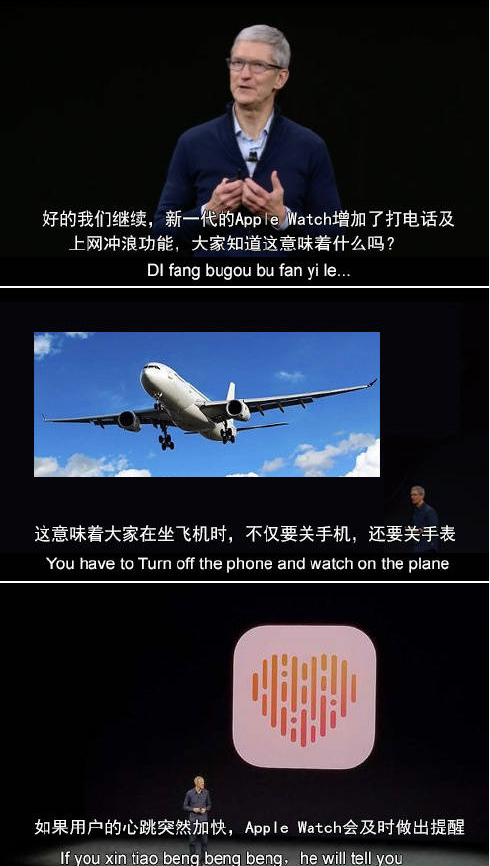 好的我们继续，新一代的Apple Watch增加了打电话及
上网冲浪功能，大家知道这意味着什么吗？
DI fang bugou bu fan yi le...
这意味着大家在坐飞机时，不仅要关手机，还要关手表
You have to Turn off the phone and watch on the plane
如果用户的心跳突然加快，Apple Watch会及时做出提醒
If you xin tiao beng beng beng，he will tell you